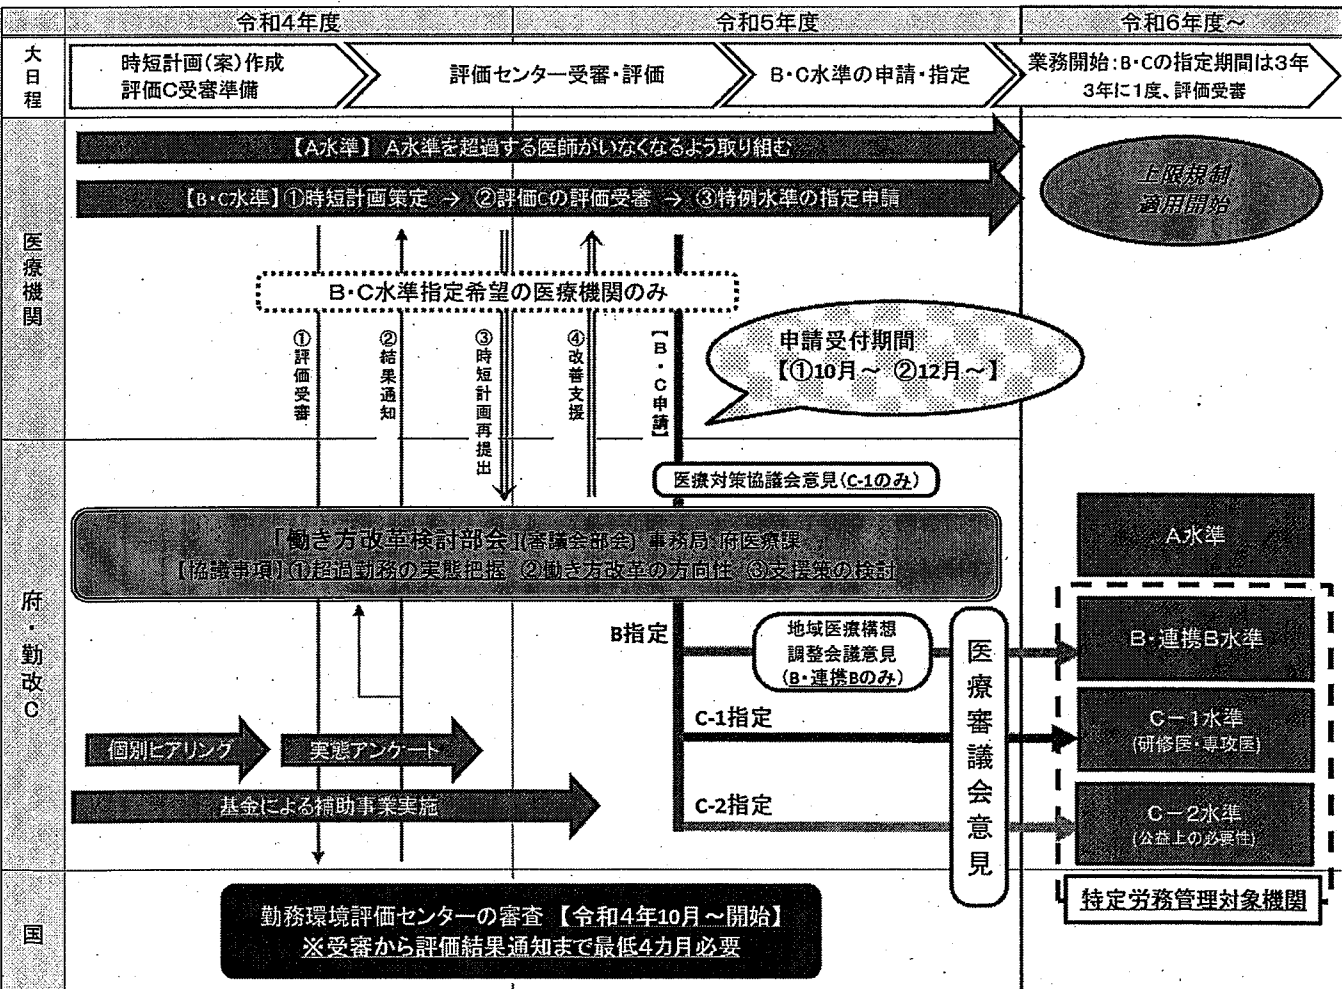 令和4年度
令和5年度
令和6年度～
大日程
時短計画(案)作成
評価C受審準備
評価センター受審・評価
B・C水準の申請・指定
業務開始：B・Cの指定期間は3年
3年に1度、評価受審
医療機関
【A水準】 A水準を超過する医師がいなくなるよう取り組む
【B・C水準】①時短計画策定 → ②評価Cの評価受審 → ③特例水準の指定申請
上限規制
適用開始
B・C水準指定希望の医療機関のみ
①評価受審
②結果通知
③時短計画再提出
④改善支援
【B・C申請】
申請受付期間
【①10月～ ②12月～】
医療対策協議会意見(C-1のみ)
府・勤改C
「働き方改革検討部会」(審議会部会) 事務局：府医療課
【協議事項】①超過勤務の実態把握 ②働き方改革の方向性 ③支援策の検討
B指定
地域医療構想
調整会議意見
(B・連携Bのみ)
医療審議会意見
C-1指定
C-2指定
個別ヒアリング
実態アンケート
基金による補助事業実施
A水準
B・連携B水準
C－1水準
(研修医・専攻医)
C－2水準
(公益上の必要性)
特定労務管理対象機関
国
勤務環境評価センターの審査 【令和4年10月～開始】
※受審から評価結果通知まで最低4カ月必要